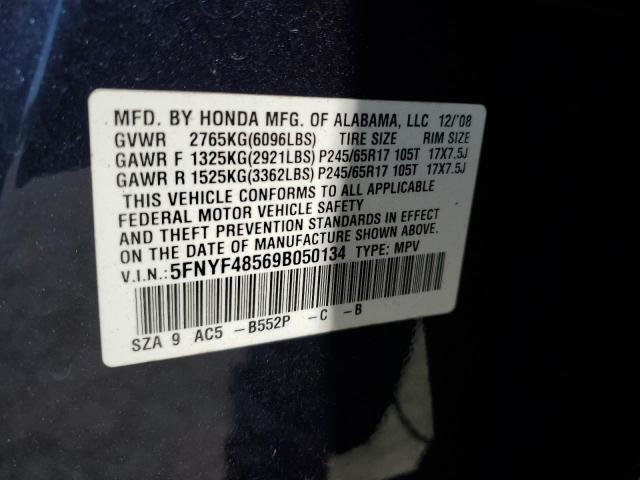 MFD. BY HONDA MFG. OF ALABAMA, LLC 12/'08
GVWR 2765KG(6096LBS) TIRE SIZE RIM SIZE
GAWR F 1325KG(2921LBS) P245/65R17 105T 17X7.5J
GAWR R 1525KG(3362LBS) P245/65R17 105T 17X7.5J
THIS VEHICLE CONFORMS TO ALL APPLICABLE
FEDERAL MOTOR VEHICLE SAFETY
AND THEFT PREVENTION STANDARDS IN EFFECT
ON THE DATE OF MANUFACTURE SHOWN ABOVE.
V.I.N.: 5FNYF48569B050134 TYPE: MPV
SZA 9 AC5 -B552P -C -B